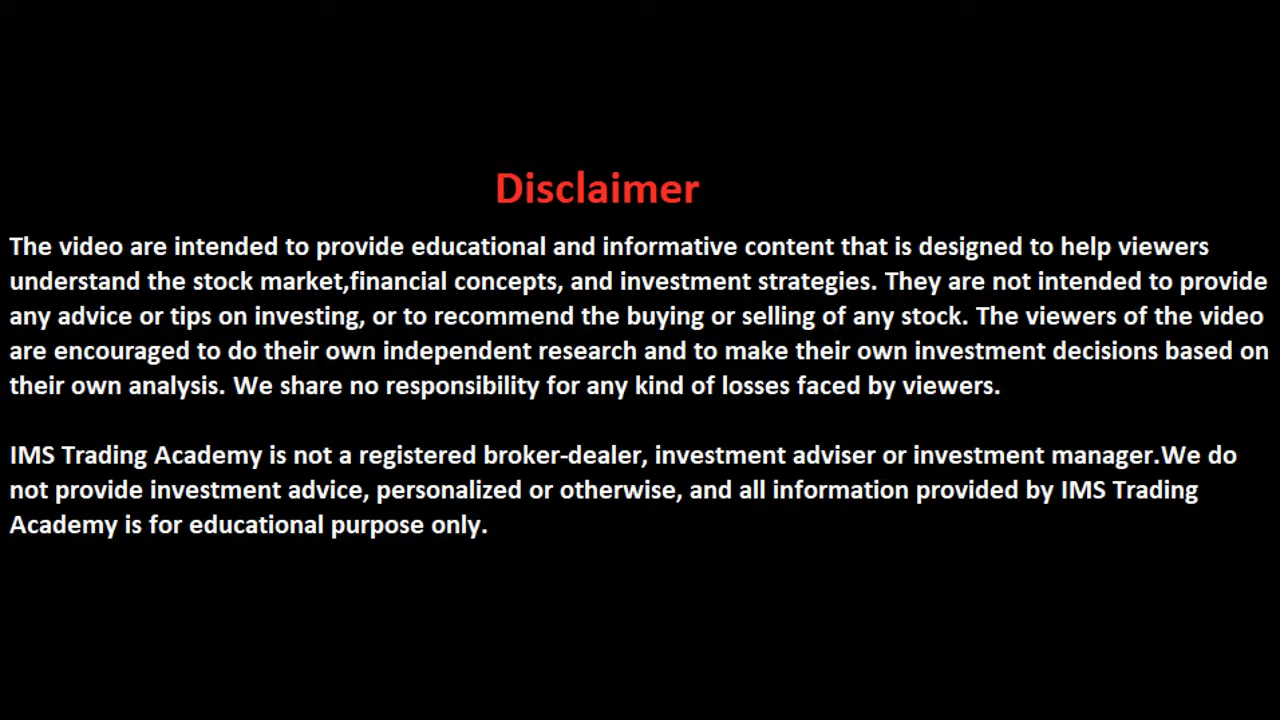 Disclaimer
The video are intended to provide educational and informative content that is designed to help viewers
understand the stock market,financial concepts, and investment strategies. They are not intended to provide
any advice or tips on investing, or to recommend the buying or selling of any stock. The viewers of the video
are encouraged to do their own independent research and to make their own investment decisions based on
their own analysis. We share no responsibility for any kind of losses faced by viewers.
IMS Trading Academy is not a registered broker-dealer, investment adviser or investment manager.We do
not provide investment advice, personalized or otherwise, and all information provided by IMS Trading
Academy is for educational purpose only.